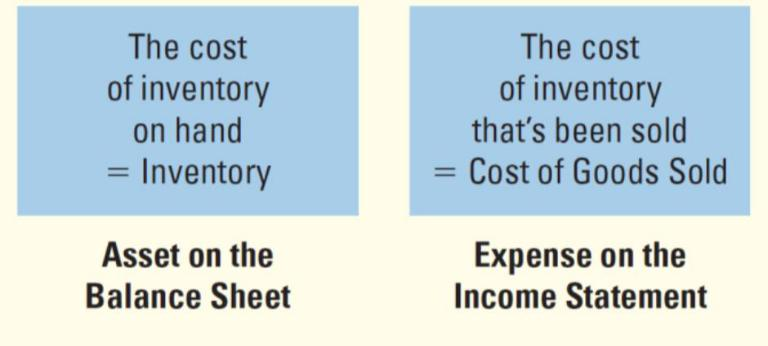 The cost
of inventory
on hand
= Inventory
Asset on the
Balance Sheet
The cost
of inventory
that's been sold
= Cost of Goods Sold
Expense on the
Income Statement